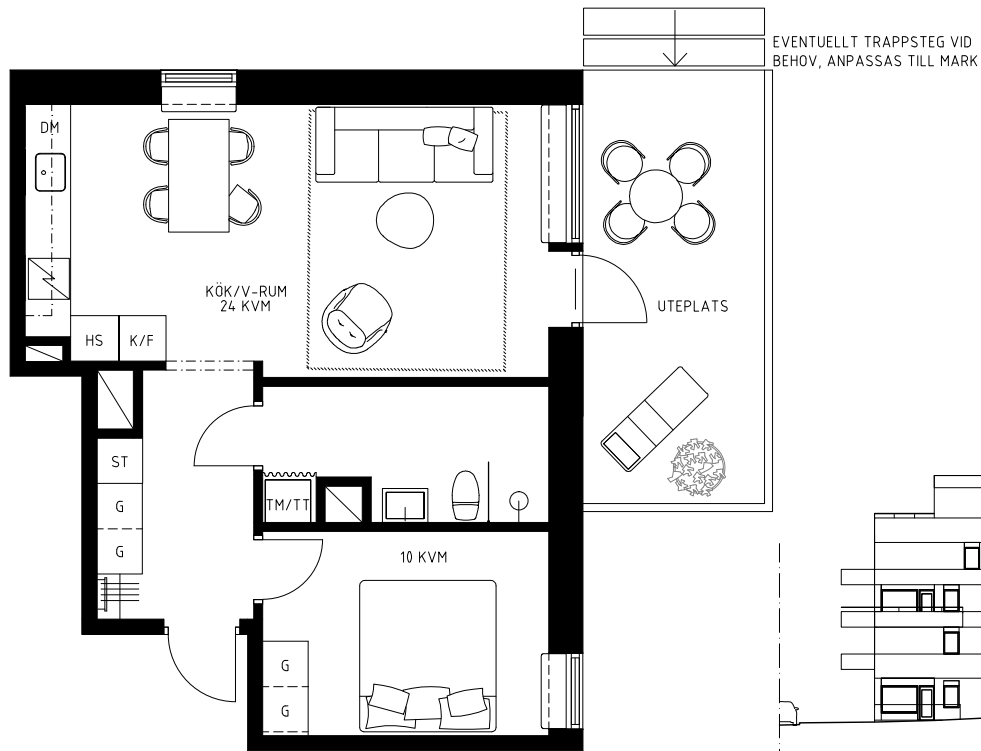 EVENTUELLT TRAPPSTEG VID
BEHOV, ANPASSAS TILL MARK
DM
KÖK/V-RUM
24 KVM
UTEPLATS
HS
K/F
ST
G
G
TM/TT
10 KVM
G
G